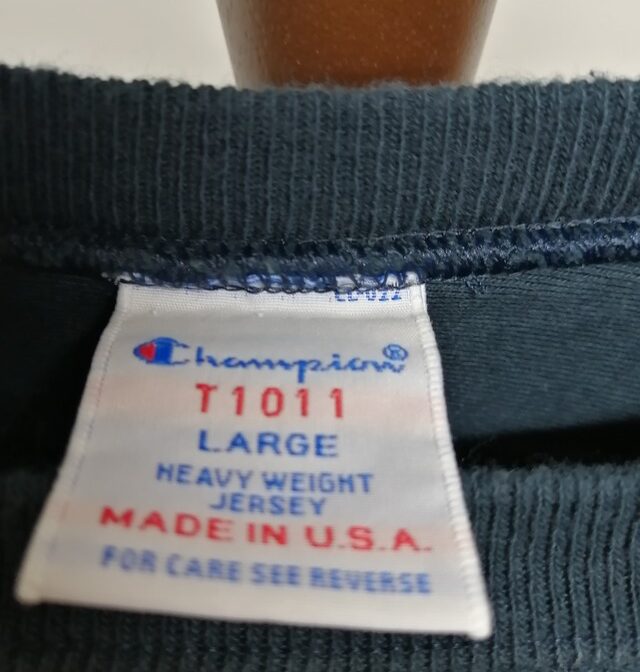 Champion®
T1011
LARGE
HEAVY WEIGHT
JERSEY
MADE IN U.S.A.
FOR CARE SEE REVERSE